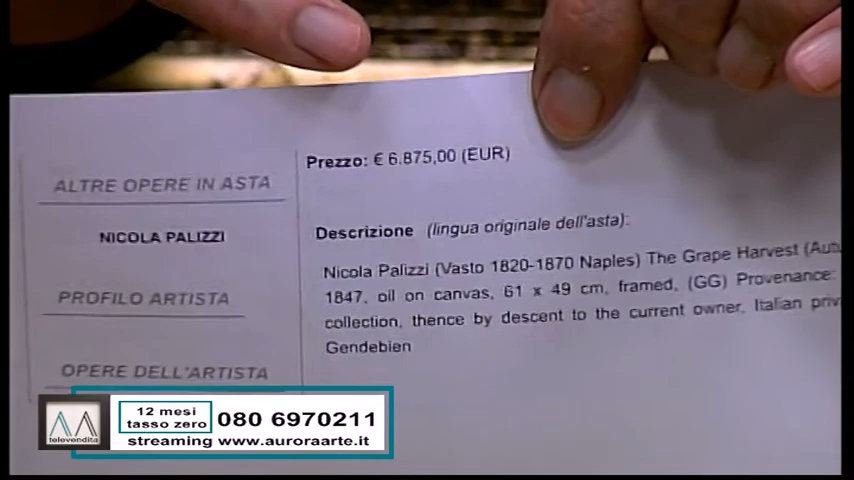 ALTRE OPERE IN ASTA
NICOLA PALIZZI
PROFILO ARTISTA
OPERE DELL'ARTISTA
Prezzo: € 6.875,00 (EUR)
Descrizione (lingua originale dell'asta):
Nicola Palizzi (Vasto 1820-1870 Naples) The Grape Harvest (Autu
1847, oil on canvas, 61 x 49 cm, framed, (GG) Provenance:
collection, thence by descent to the current owner, Italian priv
Gendebien
televendita
12 mesi
tasso zero
080 6970211
streaming www.auroraarte.it